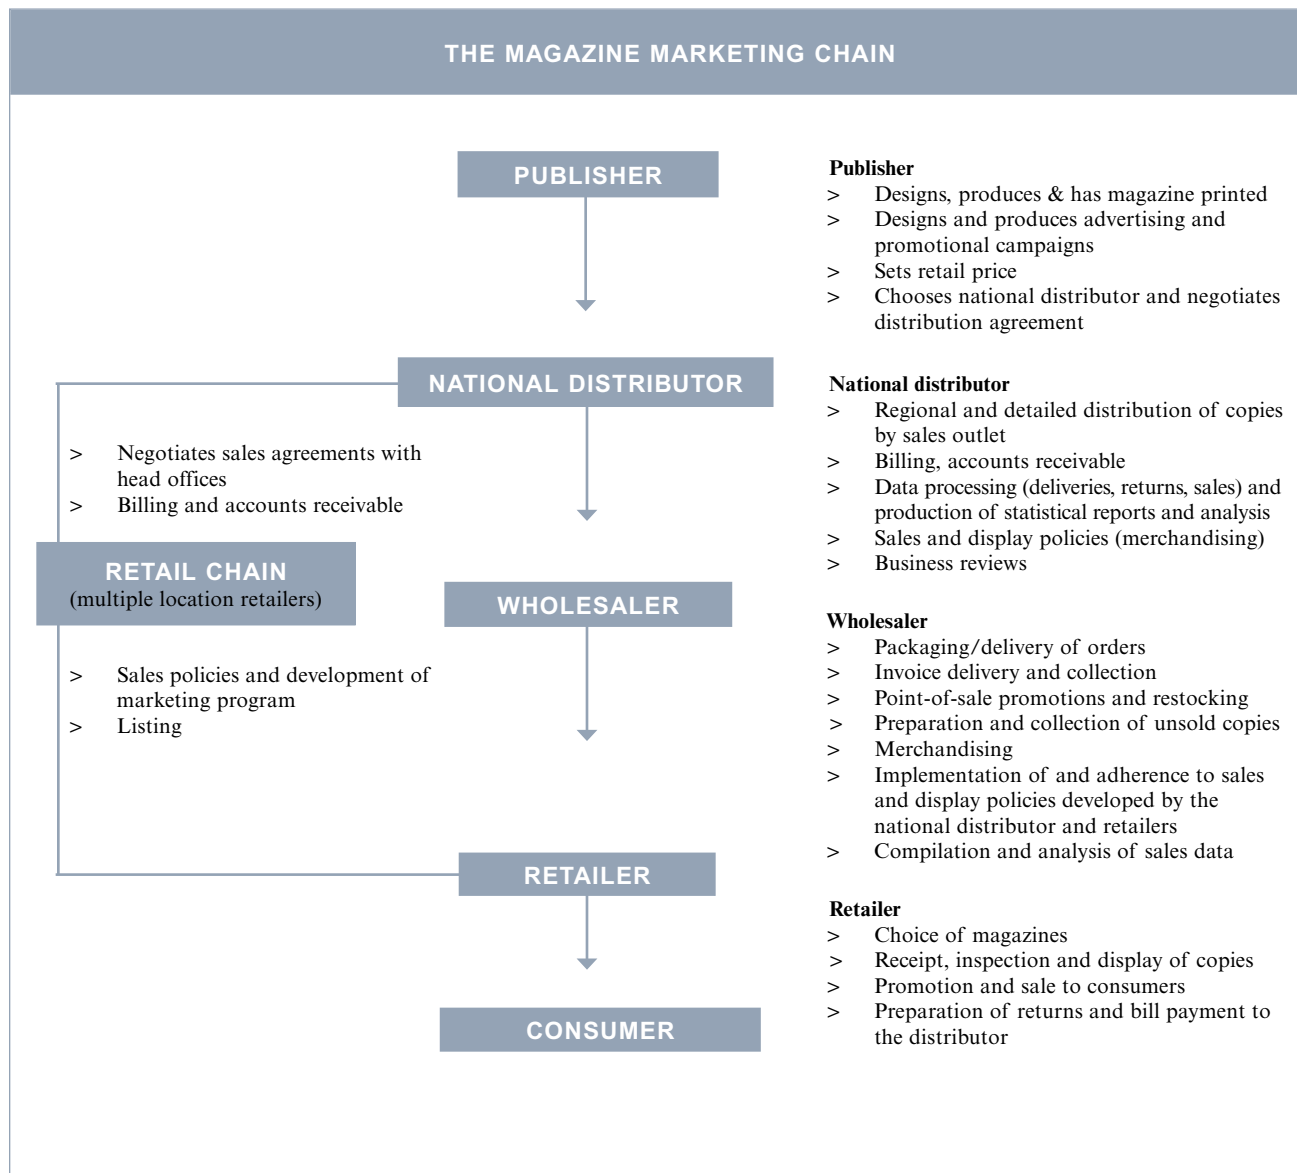 THE MAGAZINE MARKETING CHAIN
PUBLISHER
Publisher
> Designs, produces & has magazine printed
> Designs and produces advertising and
promotional campaigns
> Sets retail price
> Chooses national distributor and negotiates
distribution agreement
NATIONAL DISTRIBUTOR
National distributor
> Regional and detailed distribution of copies
by sales outlet
> Billing, accounts receivable
> Data processing (deliveries, returns, sales) and
production of statistical reports and analysis
> Sales and display policies (merchandising)
> Business reviews
> Negotiates sales agreements with
head offices
> Billing and accounts receivable
RETAIL CHAIN
(multiple location retailers)
> Sales policies and development of
marketing program
> Listing
WHOLESALER
Wholesaler
> Packaging/delivery of orders
> Invoice delivery and collection
> Point-of-sale promotions and restocking
> Preparation and collection of unsold copies
> Merchandising
> Implementation of and adherence to sales
and display policies developed by the
national distributor and retailers
> Compilation and analysis of sales data
RETAILER
Retailer
> Choice of magazines
> Receipt, inspection and display of copies
> Promotion and sale to consumers
> Preparation of returns and bill payment to
the distributor
CONSUMER